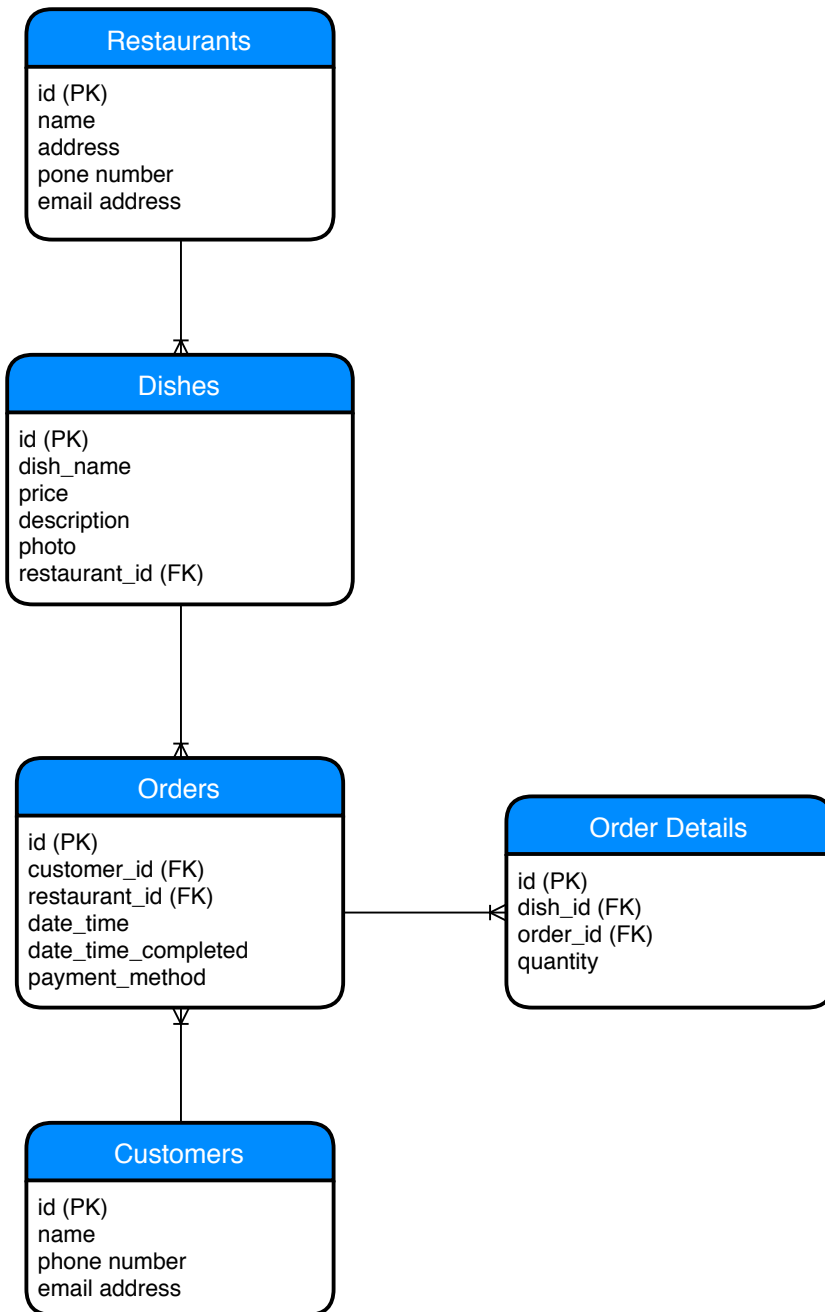 Restaurants
id (PK)
name
address
pone number
email address
Dishes
id (PK)
dish_name
price
description
photo
restaurant_id (FK)
Orders
id (PK)
customer_id (FK)
restaurant_id (FK)
date_time
date_time_completed
payment_method
Order Details
id (PK)
dish_id (FK)
order_id (FK)
quantity
Customers
id (PK)
name
phone number
email address